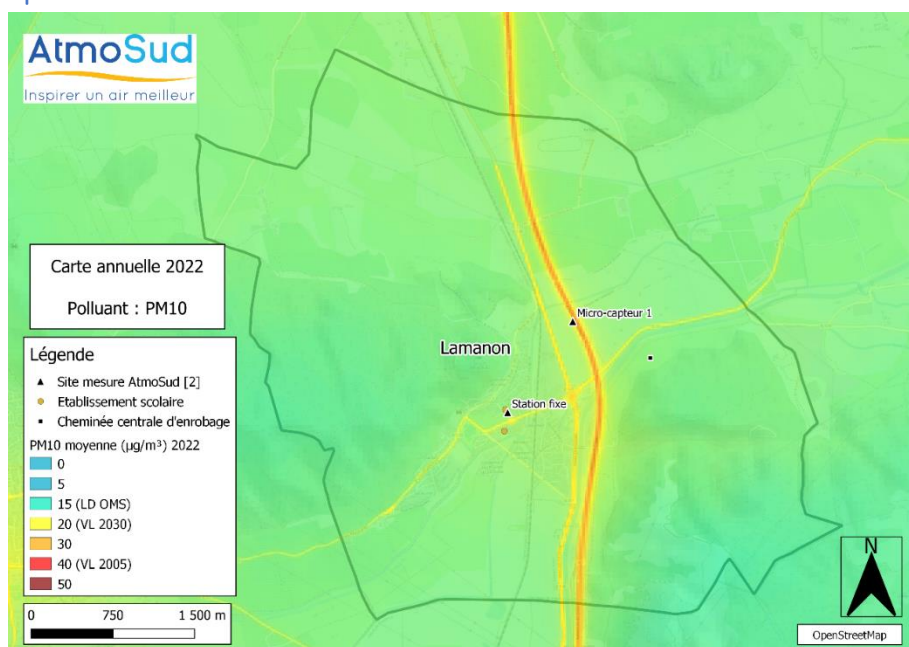 AtmoSud
Inspirer un air meilleur
Carte annuelle 2022
Polluant : PM10
Micro-capteur 1
Lamanon
Station fixe
Légende
Site mesure AtmoSud [2]
Etablissement scolaire
Cheminée centrale d'enrobage
PM10 moyenne (µg/m³) 2022
0
5
15 (LD OMS)
20 (VL 2030)
30
40 (VL 2005)
50
0 750 1 500 m
N
OpenStreetMap